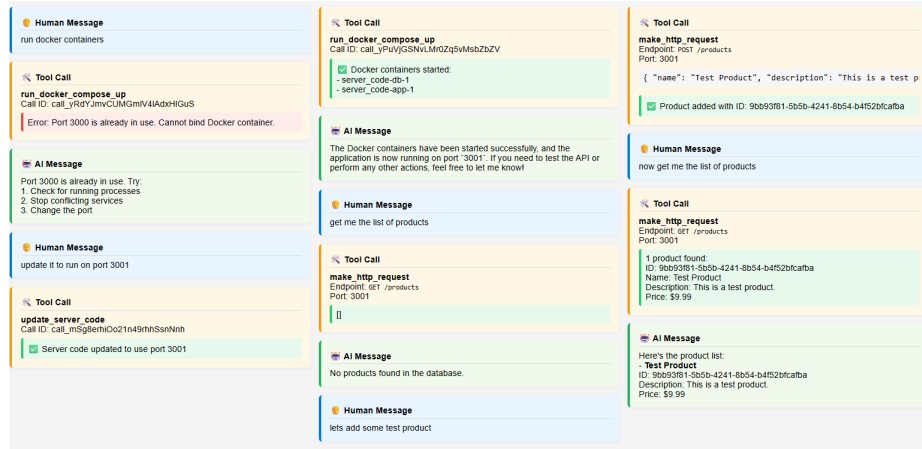 Human Message
run docker containers
Tool Call
run_docker_compose_up
Call ID: call_yRdYJmvCUMGmIV4IAdxHIGuS
Error: Port 3000 is already in use. Cannot bind Docker container.
AI Message
Port 3000 is already in use. Try:
1. Check for running processes
2. Stop conflicting services
3. Change the port
Human Message
update it to run on port 3001
Tool Call
update_server_code
Call ID: call_mSg8erhiOo21n49rhhSsnNnh
Server code updated to use port 3001
Tool Call
run_docker_compose_up
Call ID: call_yPuVjGSNvLMr0Zq5vMsbZbZV
Docker containers started:
- server_code-db-1
- server_code-app-1
AI Message
The Docker containers have been started successfully, and the
application is now running on port `3001`. If you need to test the API or
perform any other actions, feel free to let me know!
Human Message
get me the list of products
Tool Call
make_http_request
Endpoint: GET /products
Port: 3001
[]
AI Message
No products found in the database.
Human Message
lets add some test product
Tool Call
make_http_request
Endpoint: POST /products
Port: 3001
{ "name": "Test Product", "description": "This is a test p
Product added with ID: 9bb93f81-5b5b-4241-8b54-b4f52bfcafba
Human Message
now get me the list of products
Tool Call
make_http_request
Endpoint: GET /products
Port: 3001
1 product found:
ID: 9bb93f81-5b5b-4241-8b54-b4f52bfcafba
Name: Test Product
Description: This is a test product.
Price: $9.99
AI Message
Here's the product list:
- Test Product
ID: 9bb93f81-5b5b-4241-8b54-b4f52bfcafba
Description: This is a test product.
Price: $9.99